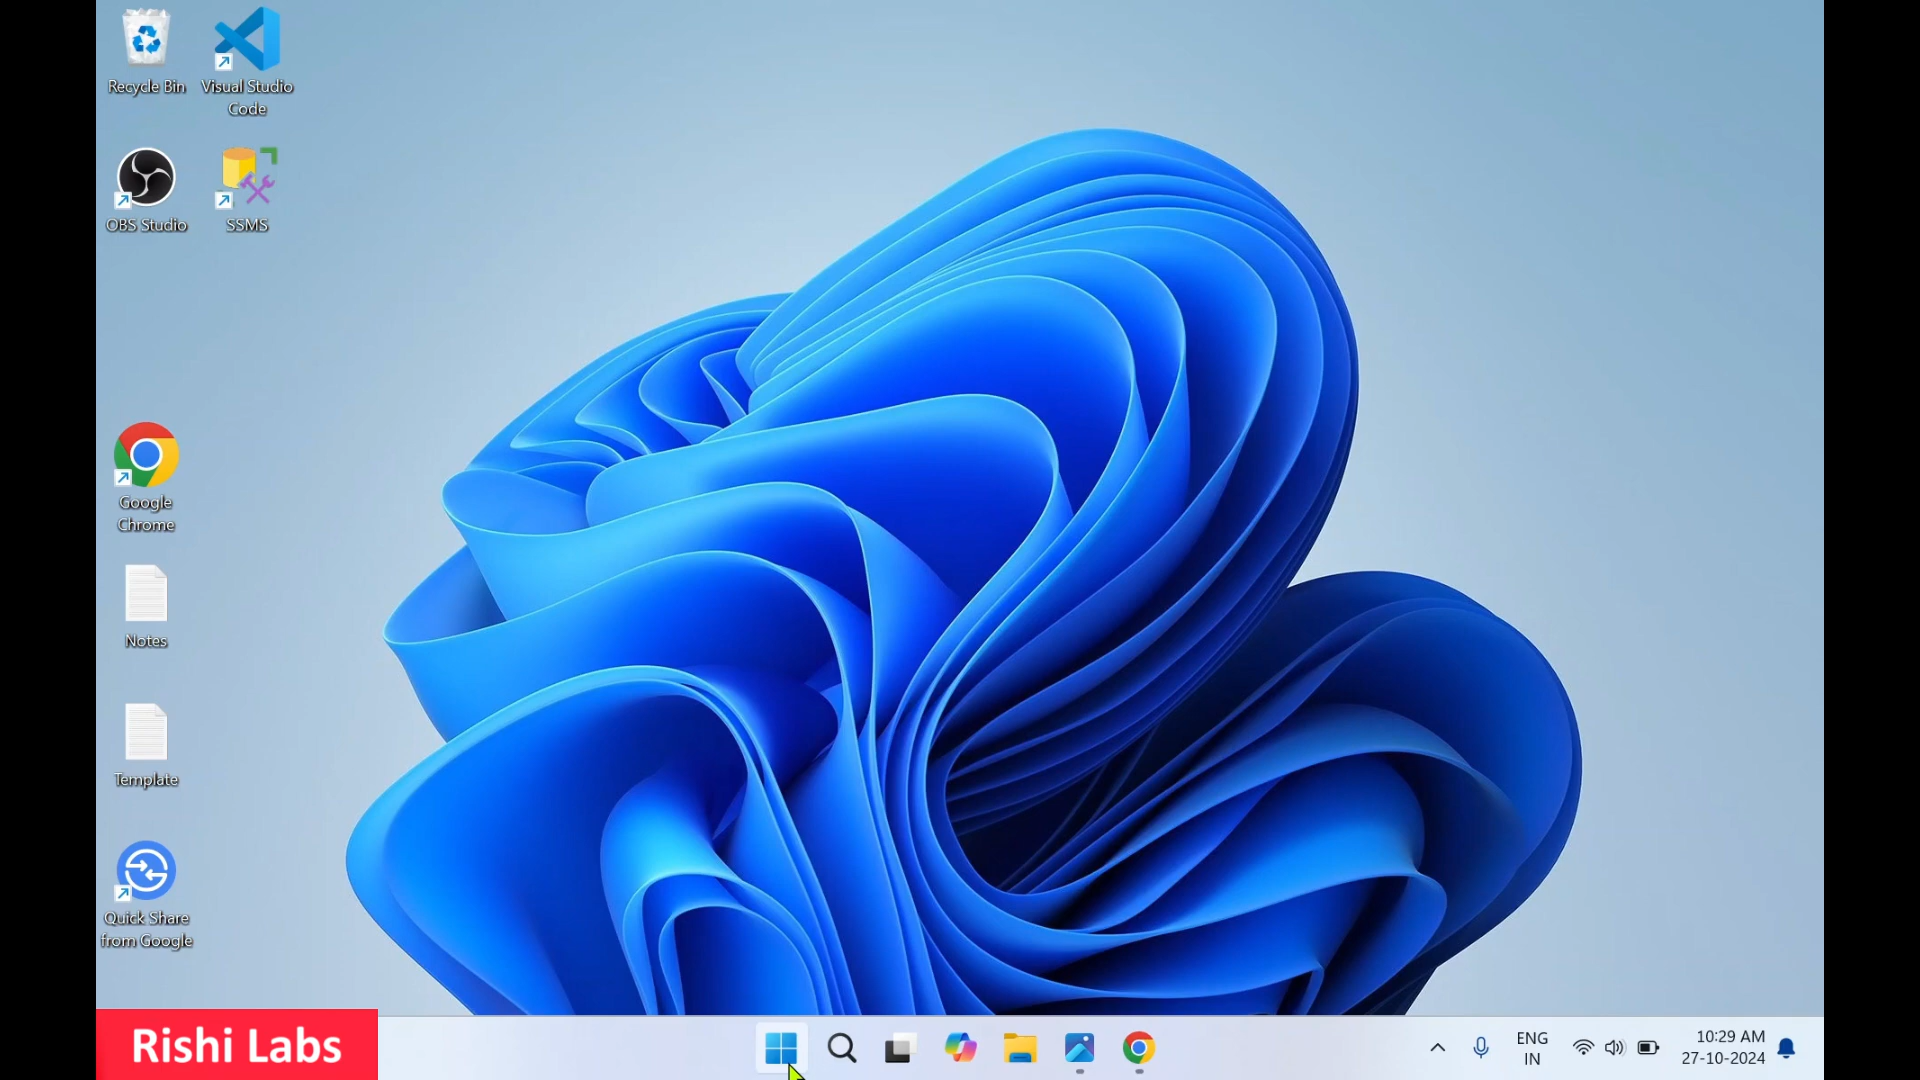 Recycle Bin
Visual Studio
Code
OBS Studio
SSMS
Google
Chrome
Notes
Template
Quick Share
from Google
Rishi Labs
ENG
IN
10:29 AM
27-10-2024